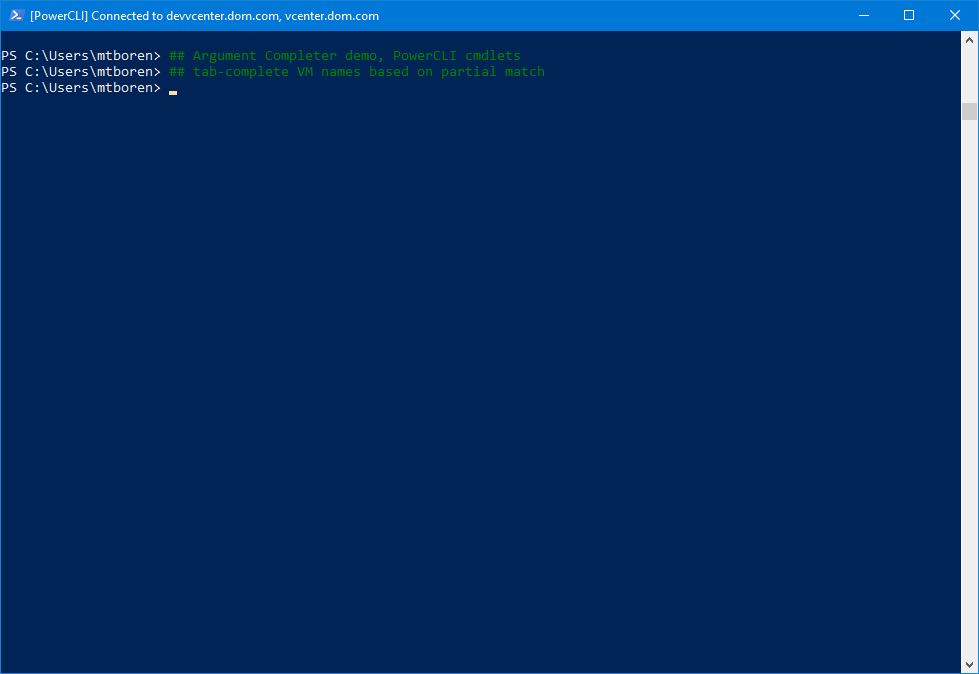 [PowerCLI] Connected to devvcenter.dom.com, vcenter.dom.com
PS C:\Users\mtboren> ## Argument Completer demo, PowerCLI cmdlets
PS C:\Users\mtboren> ## tab-complete VM names based on partial match
PS C:\Users\mtboren>